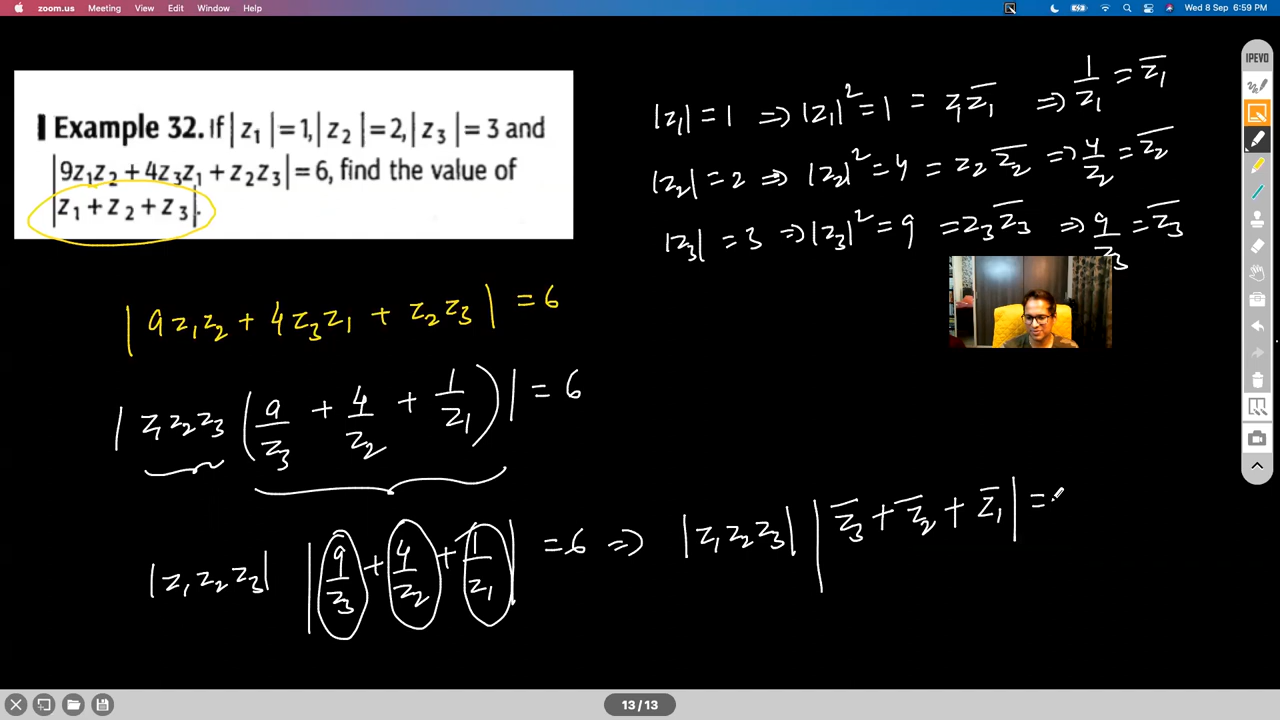 zoom.us Meeting View Edit Window Help Wed 8 Sep 6:59 PM
IPEVO
Example 32. If |z₁| = 1, |z₂| = 2, |z₃| = 3 and
|9z₁z₂ + 4z₃z₁ + z₂z₃| = 6, find the value of
|z₁ + z₂ + z₃|.
|z₁| = 1 ⇒ |z₁|² = 1 = z₁z̄₁ ⇒ 1/z₁ = z̄₁
|z₂| = 2 ⇒ |z₂|² = 4 = z₂z̄₂ ⇒ 4/z₂ = z̄₂
|z₃| = 3 ⇒ |z₃|² = 9 = z₃z̄₃ ⇒ 9/z₃ = z̄₃
|9z₁z₂ + 4z₃z₁ + z₂z₃| = 6
|z₁z₂z₃ (9/z₃ + 4/z₂ + 1/z₁)| = 6
|z₁z₂z₃| |9/z₃ + 4/z₂ + 1/z₁| = 6 ⇒ |z₁z₂z₃| |z̄₃ + z̄₂ + z̄₁| =
13 / 13